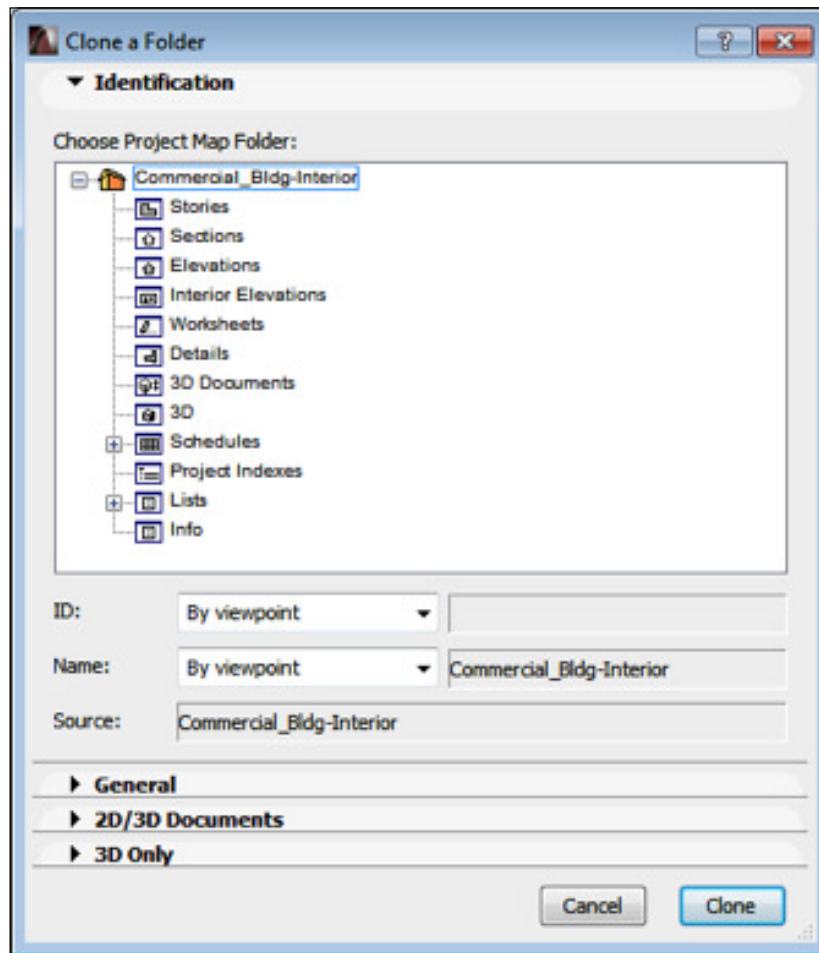 Clone a Folder
Identification
Choose Project Map Folder:
Commercial_Bldg-Interior
Stories
Sections
Elevations
Interior Elevations
Worksheets
Details
3D Documents
3D
Schedules
Project Indexes
Lists
Info
ID: By viewpoint
Name: By viewpoint Commercial_Bldg-Interior
Source: Commercial_Bldg-Interior
General
2D/3D Documents
3D Only
Cancel Clone